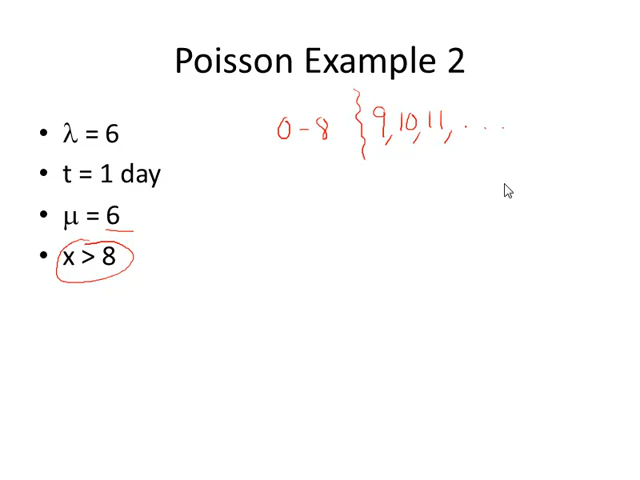 Poisson Example 2
0 – 8 } 9, 10, 11, . . .
• λ = 6
• t = 1 day
• μ = 6
• x > 8